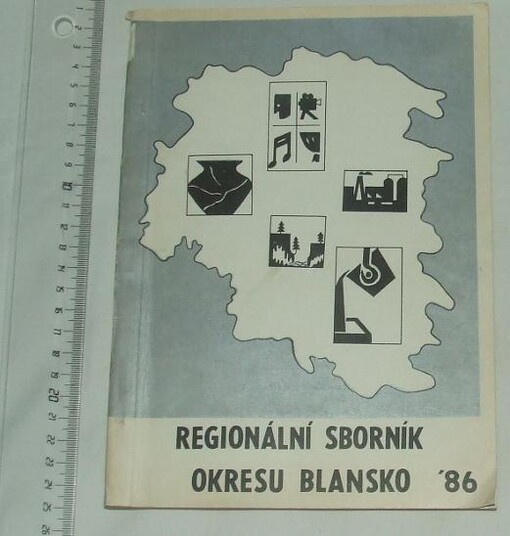 REGIONÁLNÍ SBORNÍK
OKRESU BLANSKO '86